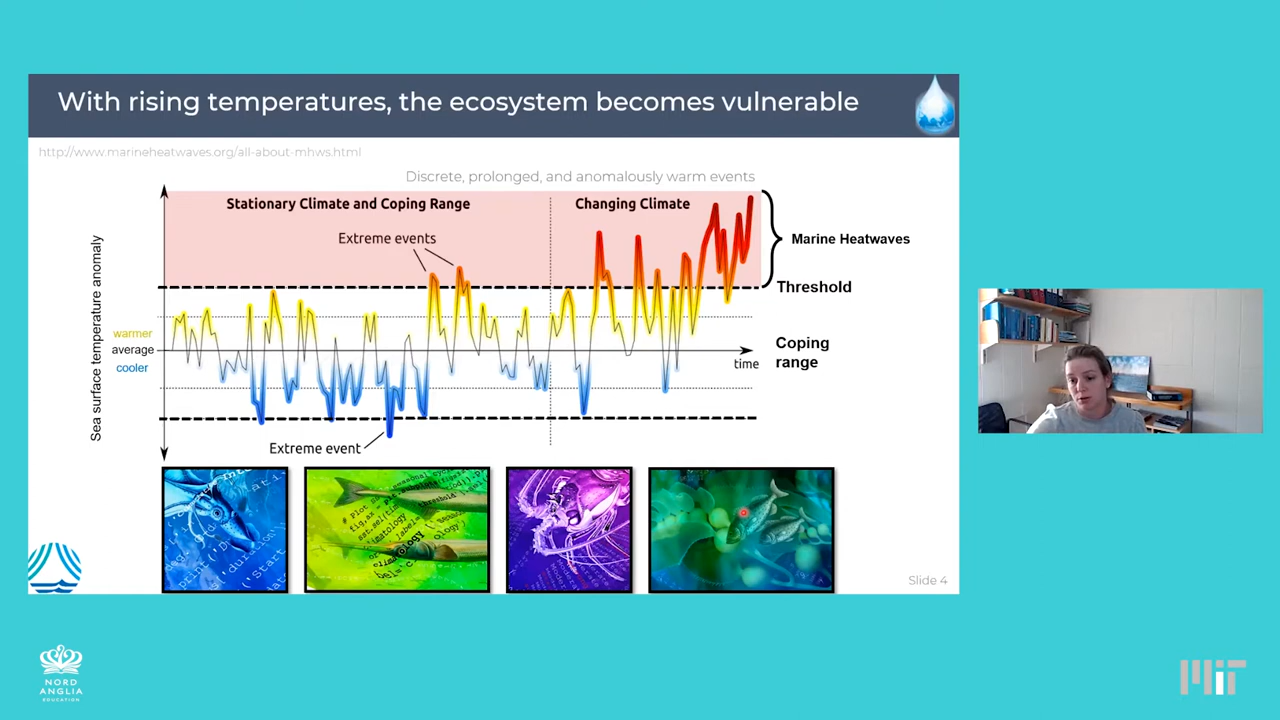 With rising temperatures, the ecosystem becomes vulnerable
http://www.marineheatwaves.org/all-about-mhws.html
Discrete, prolonged, and anomalously warm events
Stationary Climate and Coping Range
Changing Climate
Extreme events
Marine Heatwaves
Threshold
Sea surface temperature anomaly
warmer
average
cooler
Coping
range
time
Extreme event
Slide 4
NORD
ANGLIA
EDUCATION
MIT